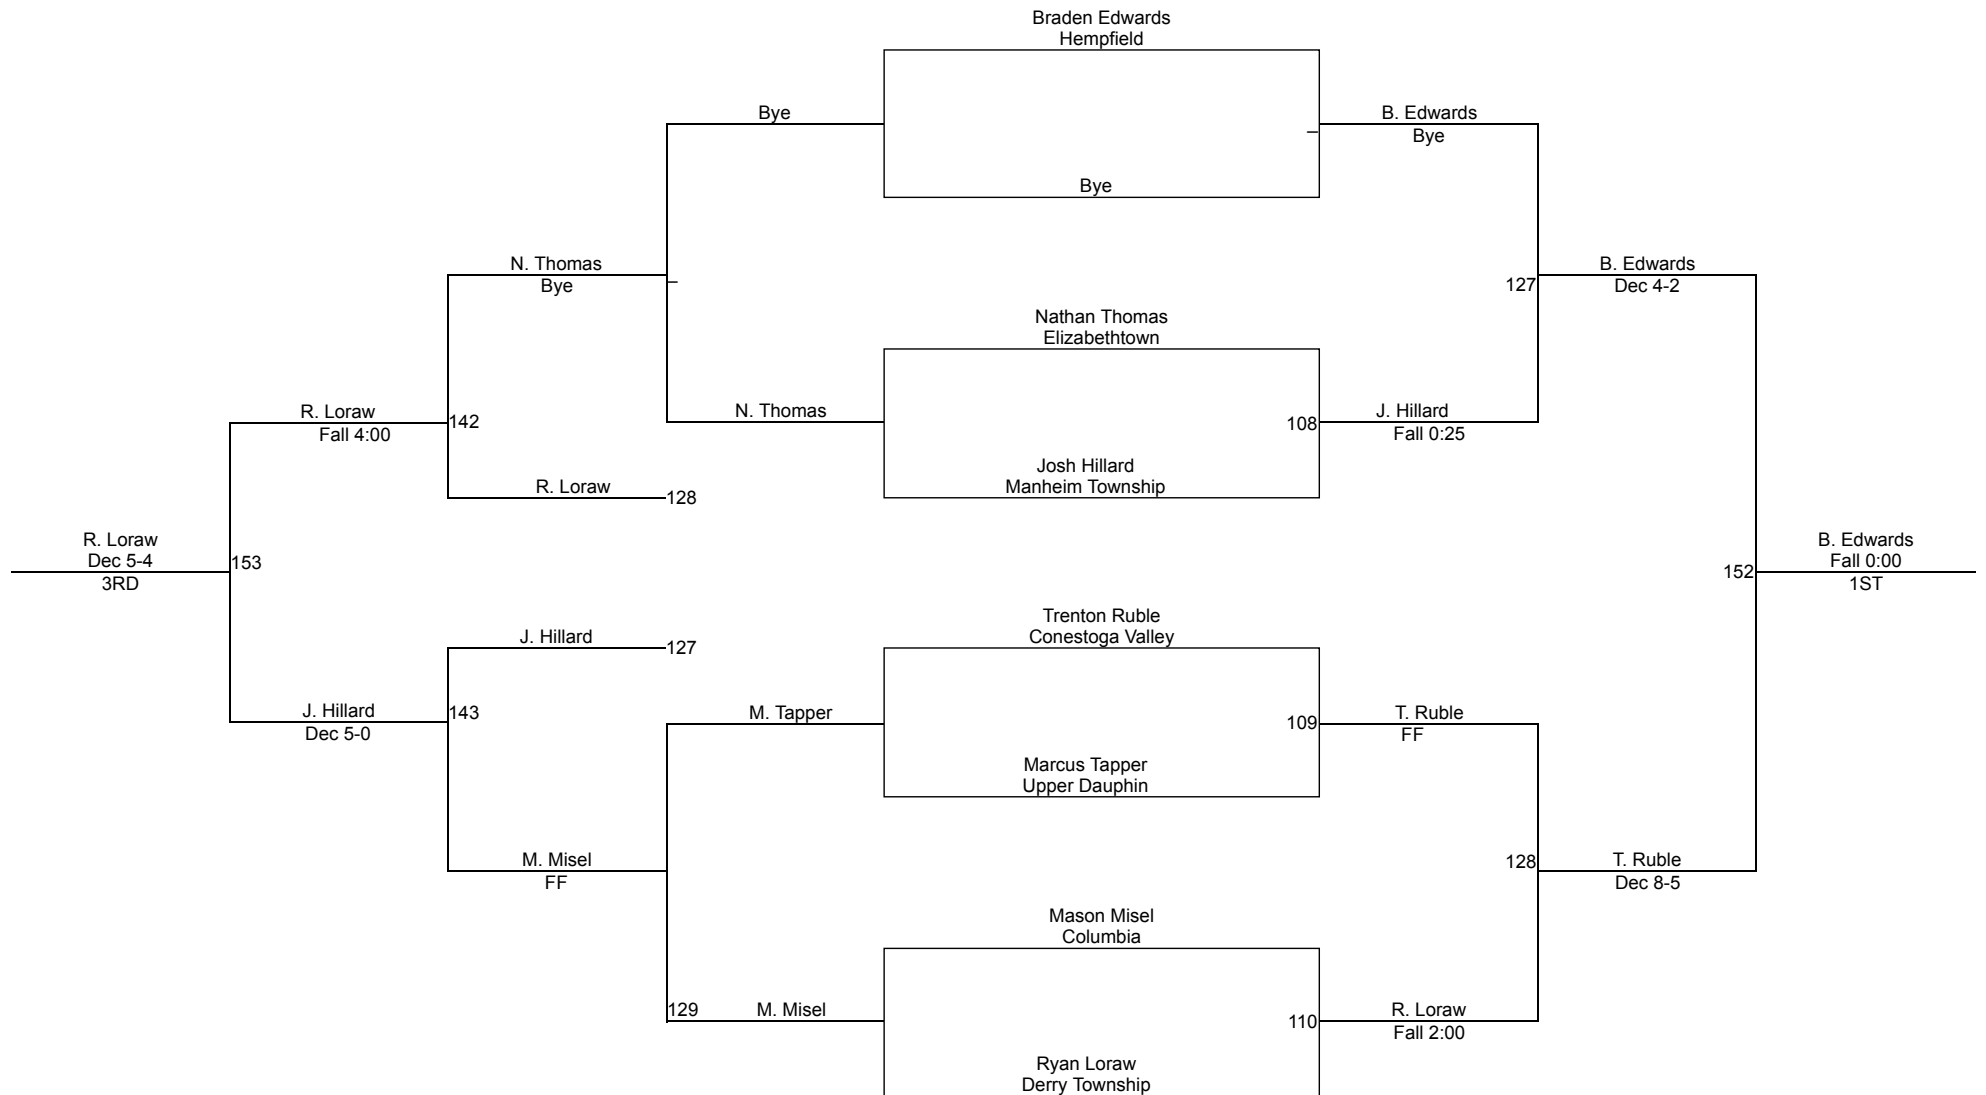 Braden Edwards
Hempfield
Bye
B. Edwards
Bye
Bye
N. Thomas
Bye
B. Edwards
127
Dec 4-2
Nathan Thomas
Elizabethtown
R. Loraw
142
Fall 4:00
N. Thomas
108
J. Hillard
Fall 0:25
Josh Hillard
Manheim Township
R. Loraw
128
R. Loraw
Dec 5-4
153
3RD
B. Edwards
Fall 0:00
152
1ST
Trenton Ruble
Conestoga Valley
J. Hillard
127
J. Hillard
143
Dec 5-0
M. Tapper
109
T. Ruble
FF
Marcus Tapper
Upper Dauphin
M. Misel
FF
128
T. Ruble
Dec 8-5
Mason Misel
Columbia
129
M. Misel
110
R. Loraw
Fall 2:00
Ryan Loraw
Derry Township